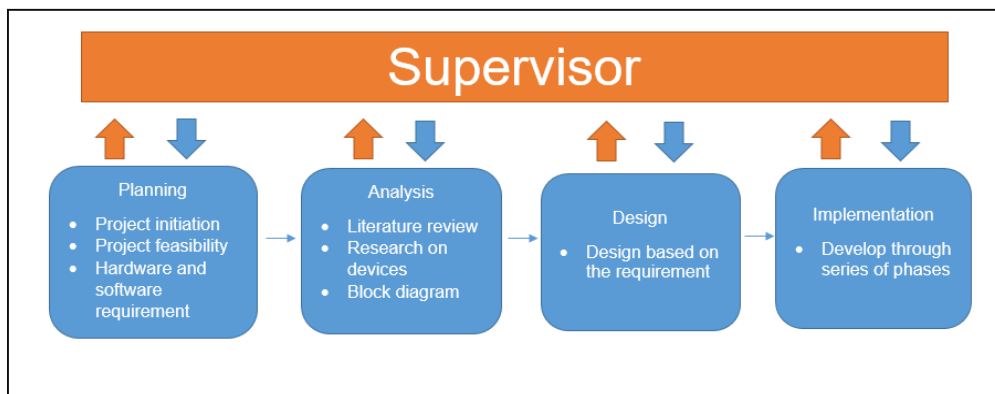 Supervisor
Planning
• Project initiation
• Project feasibility
• Hardware and
software
requirement
Analysis
• Literature review
• Research on
devices
• Block diagram
Design
• Design based on
the requirement
Implementation
• Develop through
series of phases